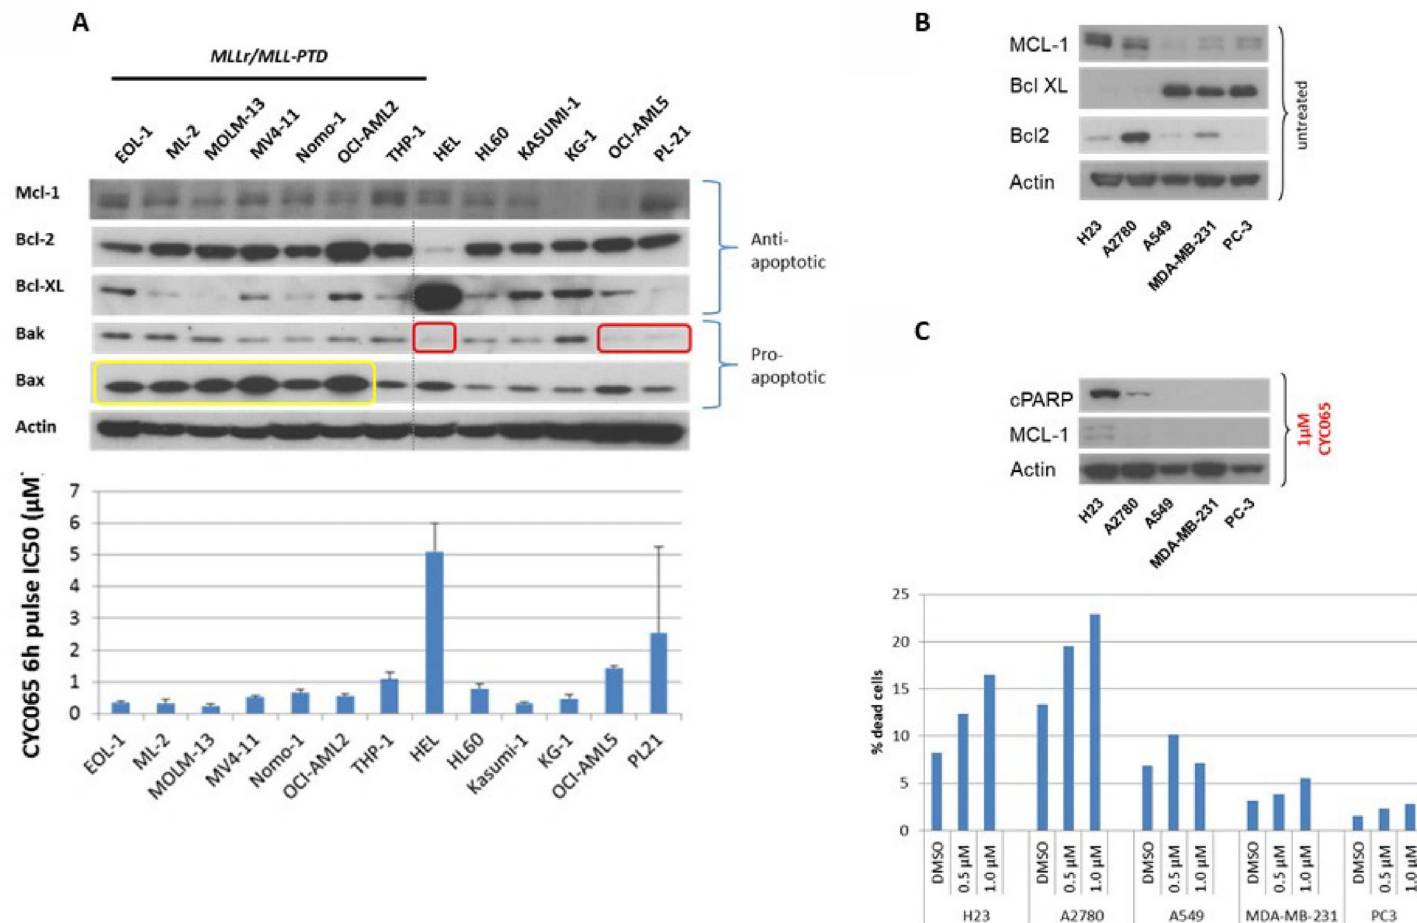 A
MLLr/MLL-PTD
EOL-1
ML-2
MOLM-13
MV4-11
Nomo-1
OCI-AML2
THP-1
HEL
HL60
KASUMI-1
KG-1
OCI-AML5
PL-21
Mcl-1
Bcl-2
Bcl-XL
Bak
Bax
Actin
Anti-
apoptotic
Pro-
apoptotic
CYC065 6h pulse IC50 (µM)
7
6
5
4
3
2
1
0
EOL-1
ML-2
MOLM-13
MV4-11
Nomo-1
OCI-AML2
THP-1
HEL
HL60
Kasumi-1
KG-1
OCI-AML5
PL21
B
MCL-1
Bcl XL
Bcl2
Actin
untreated
H23
A2780
A549
MDA-MB-231
PC-3
C
cPARP
MCL-1
Actin
1µM
CYC065
H23
A2780
A549
MDA-MB-231
PC-3
% dead cells
25
20
15
10
5
0
DMSO
0.5 µM
1.0 µM
DMSO
0.5 µM
1.0 µM
DMSO
0.5 µM
1.0 µM
DMSO
0.5 µM
1.0 µM
DMSO
0.5 µM
1.0 µM
H23
A2780
A549
MDA-MB-231
PC3